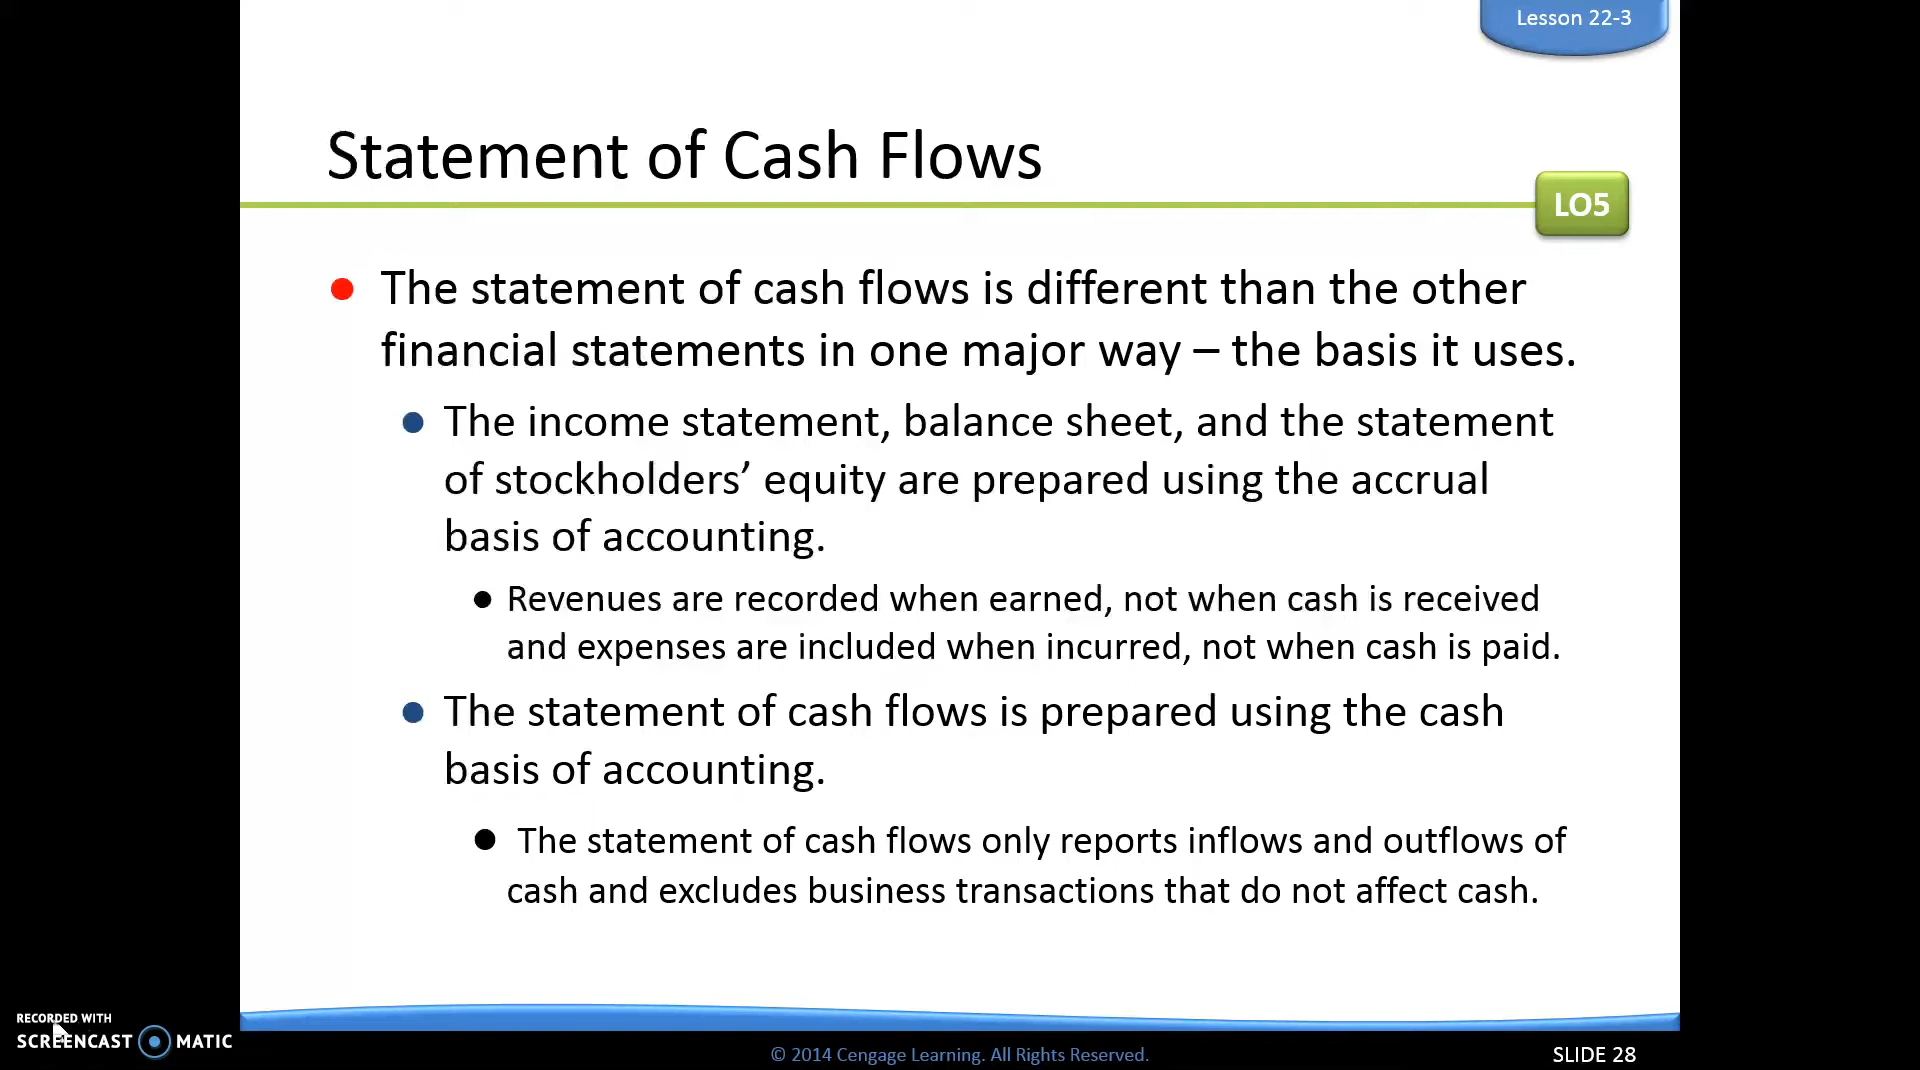 Lesson 22-3
Statement of Cash Flows
LO5
● The statement of cash flows is different than the other
financial statements in one major way – the basis it uses.
● The income statement, balance sheet, and the statement
of stockholders’ equity are prepared using the accrual
basis of accounting.
● Revenues are recorded when earned, not when cash is received
and expenses are included when incurred, not when cash is paid.
● The statement of cash flows is prepared using the cash
basis of accounting.
● The statement of cash flows only reports inflows and outflows of
cash and excludes business transactions that do not affect cash.
RECORDED WITH
SCREENCAST MATIC
© 2014 Cengage Learning. All Rights Reserved.
SLIDE 28